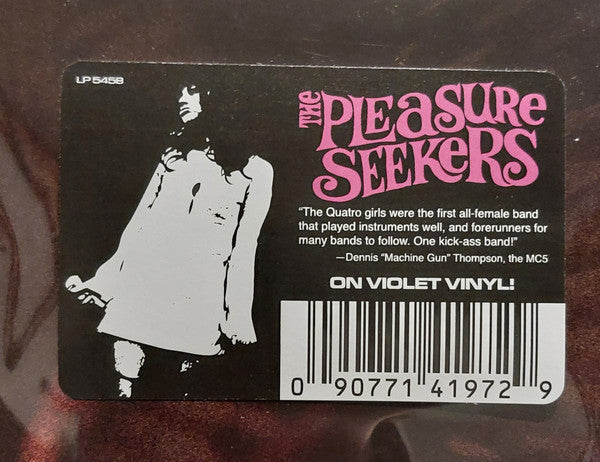 LP 5458
THE PLEASURE
SEEKERS
“The Quatro girls were the first all-female band
that played instruments well, and forerunners for
many bands to follow. One kick-ass band!”
—Dennis “Machine Gun” Thompson, the MC5
ON VIOLET VINYL!
0 90771 41972 9